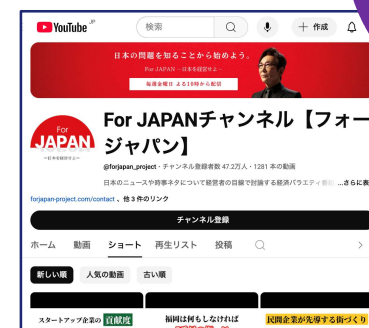 YouTube JP
検索
作成
日本の問題を知ることから始めよう。
For JAPAN －日本を経営せよ－
毎週金曜日 よる10時から配信
For
JAPAN
－日本を経営せよ－
For JAPANチャンネル【フォー
ジャパン】
@forjapan_project・チャンネル登録者数 47.2万人・1281 本の動画
日本のニュースや時事ネタについて経営者の目線で討論する経済バラエティ番組 ...さらに表
forjapan-project.com/contact 、他 3 件のリンク
チャンネル登録
ホーム 動画 ショート 再生リスト 投稿
新しい順 人気の動画 古い順
スタートアップ企業の 貢献度
福岡は何もしなければ
民間企業が先導する街づくり